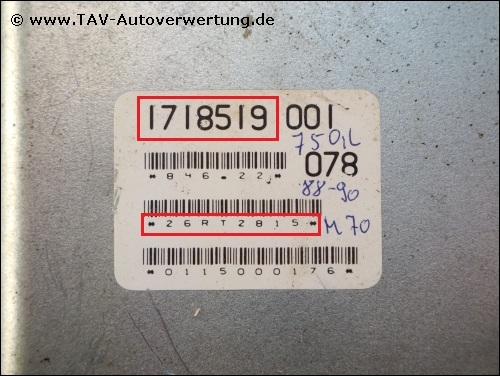 © www.TAV-Autoverwertung.de
1718519 001
750iL
*846.22* 078
88-90
*26RT2815* M70
*0115000176*